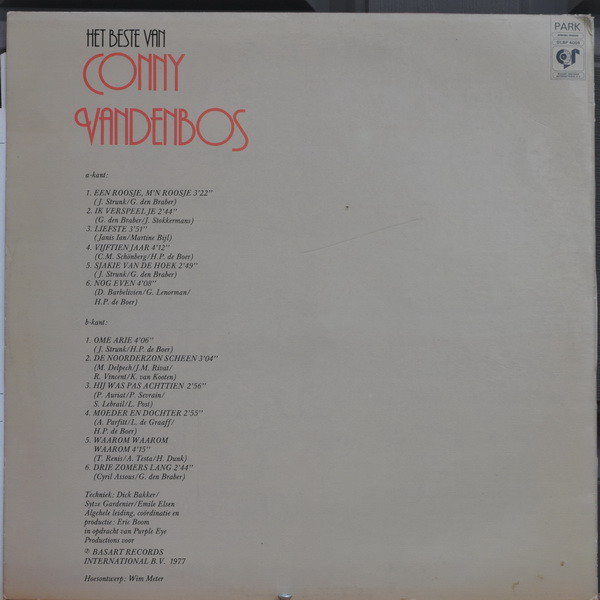 HET BESTE VAN
CONNY
VANDENBOS
PARK
a-kant:
1. EEN ROOSJE, M'N ROOSJE 3'22''
(J. Strunk/G. den Braber)
2. IK VERSPEEL JE 2'44''
(G. den Braber/J. Stokkermans)
3. LIEFSTE 3'51''
(Janis Ian/Martine Bijl)
4. VIJFTIEN JAAR 4'12''
(C.M. Schönberg/H.P. de Boer)
5. SJAKIE VAN DE HOEK 2'49''
(J. Strunk/G. den Braber)
6. NOG EVEN 4'08''
(D. Barbelivien/G. Lenorman/
H.P. de Boer)
b-kant:
1. OME ARIE 4'06''
(J. Strunk/H.P. de Boer)
2. DE NOORDERZON SCHEEN 3'04''
(M. Delpech/J.M. Rivat/
R. Vincent/K. van Kooten)
3. HIJ WAS PAS ACHTTIEN 2'56''
(P. Auriat/P. Sevrain/
S. Lebrail/L. Post)
4. MOEDER EN DOCHTER 2'55''
(A. Parfitt/L. de Graaff/
H.P. de Boer)
5. WAAROM WAAROM
WAAROM 4'15''
(T. Renis/A. Testa/H. Dunk)
6. DRIE ZOMERS LANG 2'44''
(Cyril Assous/G. den Braber)
Techniek: Dick Bakker/
Sytze Gardenier/Emile Elsen
Algehele leiding, coördinatie en
productie: Eric Boom
in opdracht van Purple Eye
Productions voor
℗ BASART RECORDS
INTERNATIONAL B.V. 1977
Hoesontwerp: Wim Meier